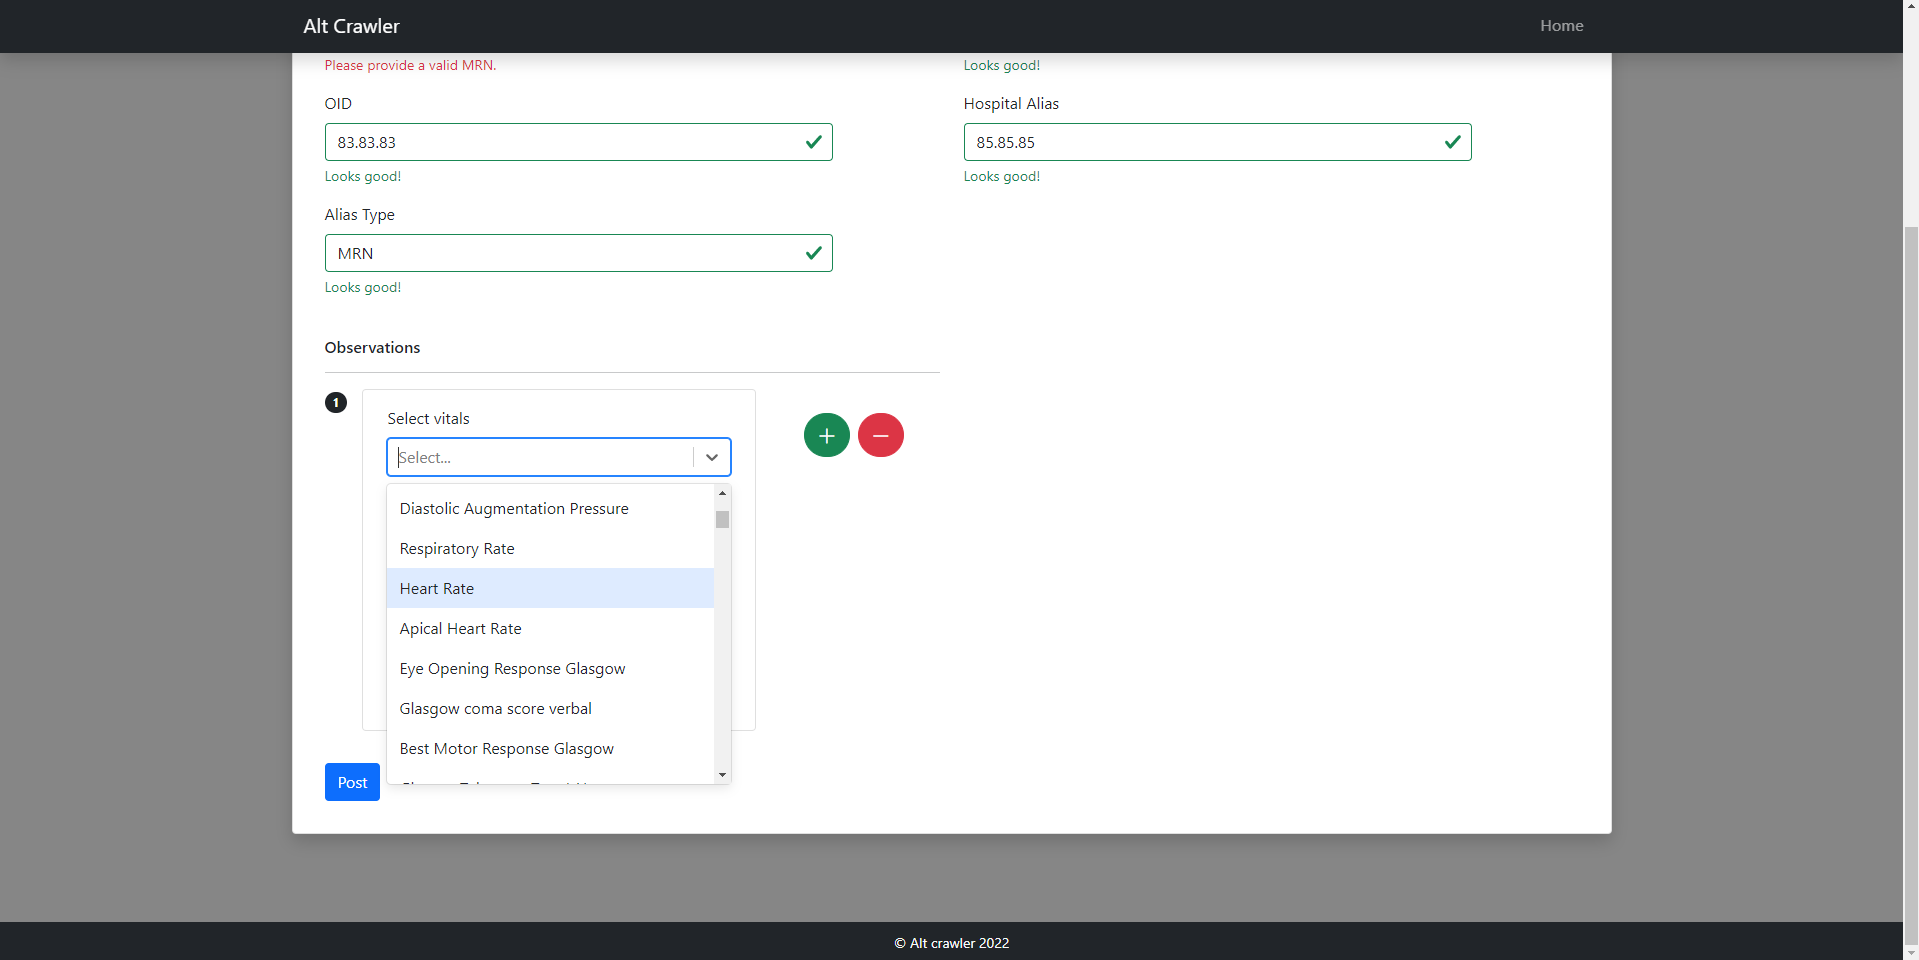 Alt Crawler
Home
Please provide a valid MRN.
Looks good!
OID
Hospital Alias
83.83.83
85.85.85
Looks good!
Looks good!
Alias Type
MRN
Looks good!
Observations
1
Select vitals
Select...
Diastolic Augmentation Pressure
Respiratory Rate
Heart Rate
Apical Heart Rate
Eye Opening Response Glasgow
Glasgow coma score verbal
Best Motor Response Glasgow
Post
© Alt crawler 2022